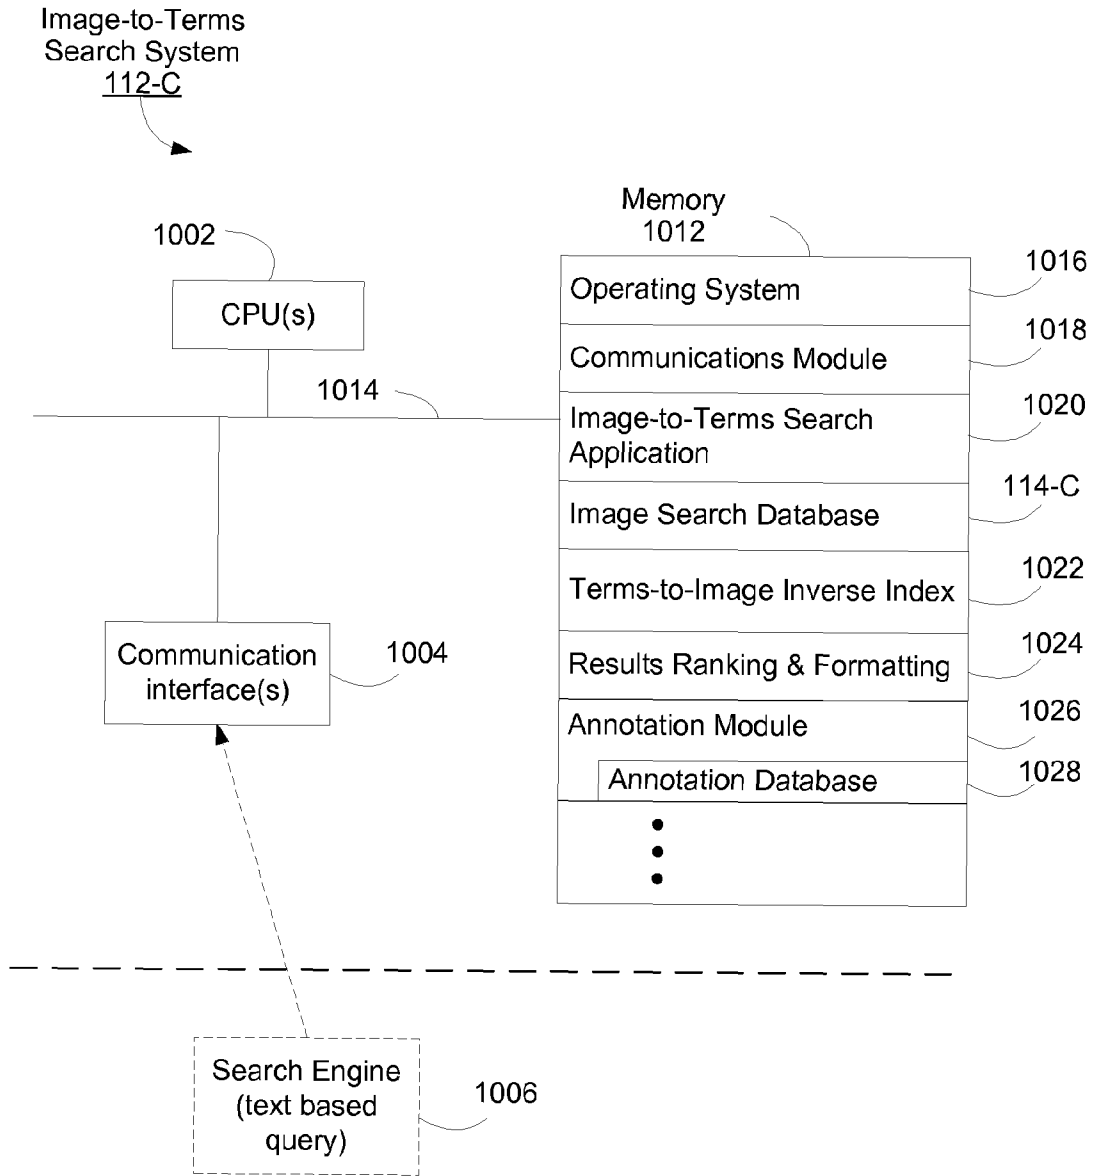 Image-to-Terms
Search System
112-C
Memory
1012
1002
CPU(s)
1014
Operating System
1016
Communications Module
1018
Image-to-Terms Search
Application
1020
Image Search Database
114-C
Terms-to-Image Inverse Index
1022
Results Ranking & Formatting
1024
Annotation Module
1026
Annotation Database
1028
Communication
interface(s)
1004
Search Engine
(text based
query)
1006